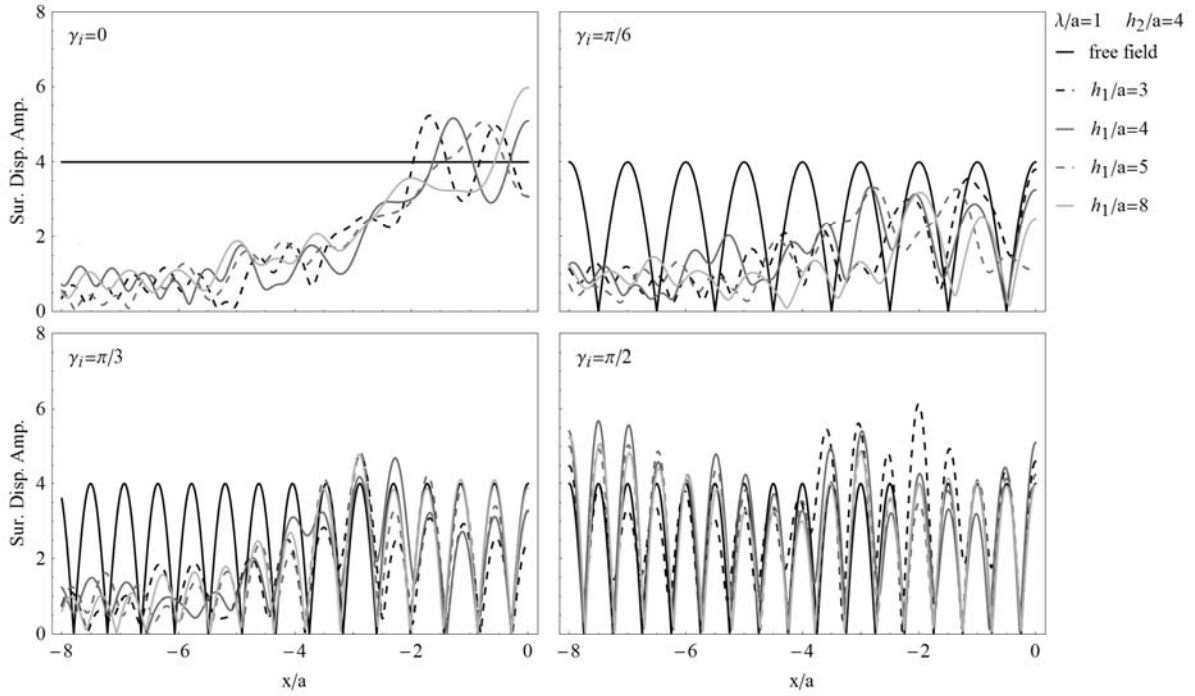 γi=0
γi=π/6
λ/a=1 h2/a=4
free field
h1/a=3
h1/a=4
h1/a=5
h1/a=8
8
6
4
2
0
Sur. Disp. Amp.
γi=π/3
γi=π/2
8
6
4
2
0
Sur. Disp. Amp.
−8 −6 −4 −2 0
−8 −6 −4 −2 0
x/a
x/a